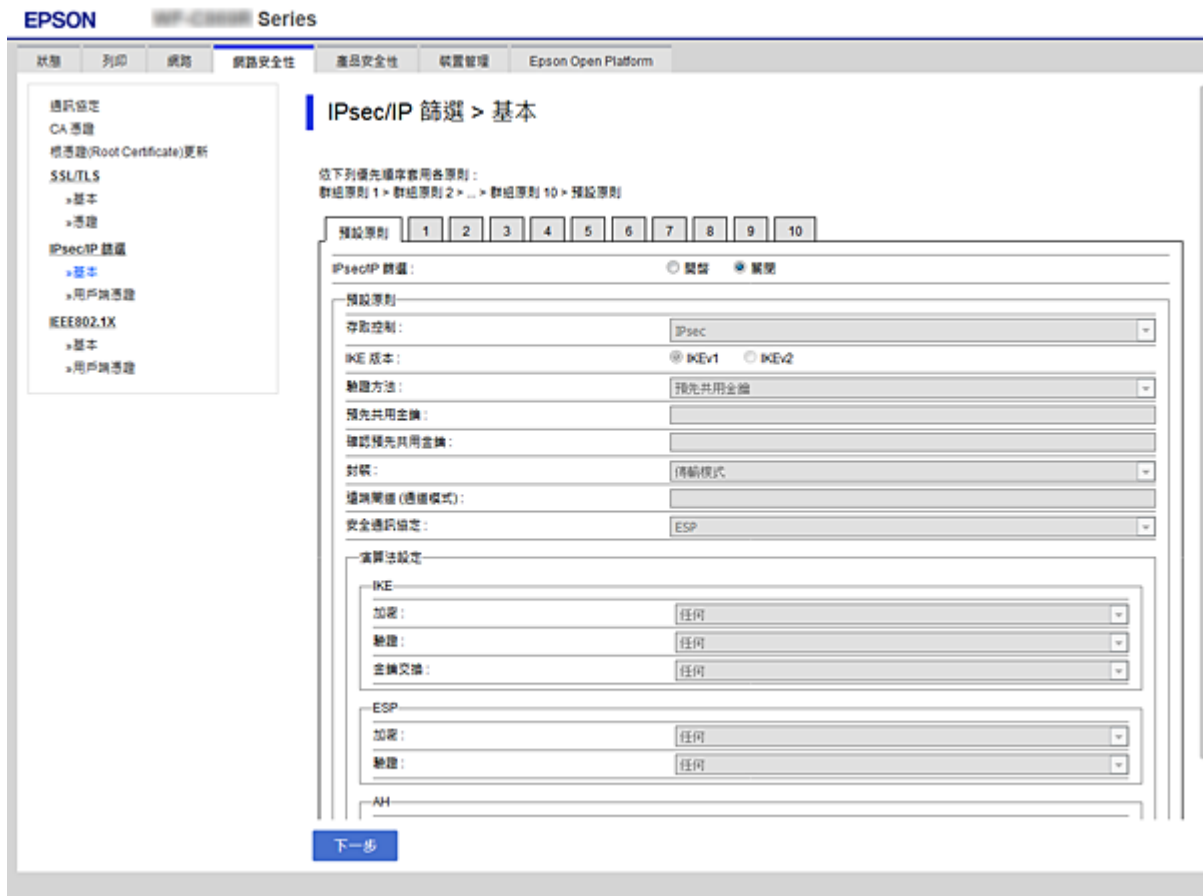 EPSON Series
狀態 列印 網路 網路安全性 產品安全性 裝置管理 Epson Open Platform
通訊協定
CA 憑證
根憑證(Root Certificate)更新
SSL/TLS
»基本
»憑證
IPsec/IP 篩選
»基本
»用戶端憑證
IEEE802.1X
»基本
»用戶端憑證
IPsec/IP 篩選 > 基本
依下列優先順序套用各原則 :
群組原則 1 > 群組原則 2 > ... > 群組原則 10 > 預設原則
預設原則 1 2 3 4 5 6 7 8 9 10
IPsec/IP 篩選 : 開啟 關閉
預設原則
存取控制 : IPsec
IKE 版本 : IKEv1 IKEv2
驗證方法 : 預先共用金鑰
預先共用金鑰 :
確認預先共用金鑰 :
封裝 : 傳輸模式
遠端閘道 (通道模式) :
安全通訊協定 : ESP
演算法設定
IKE
加密 : 任何
驗證 : 任何
金鑰交換 : 任何
ESP
加密 : 任何
驗證 : 任何
AH
下一步